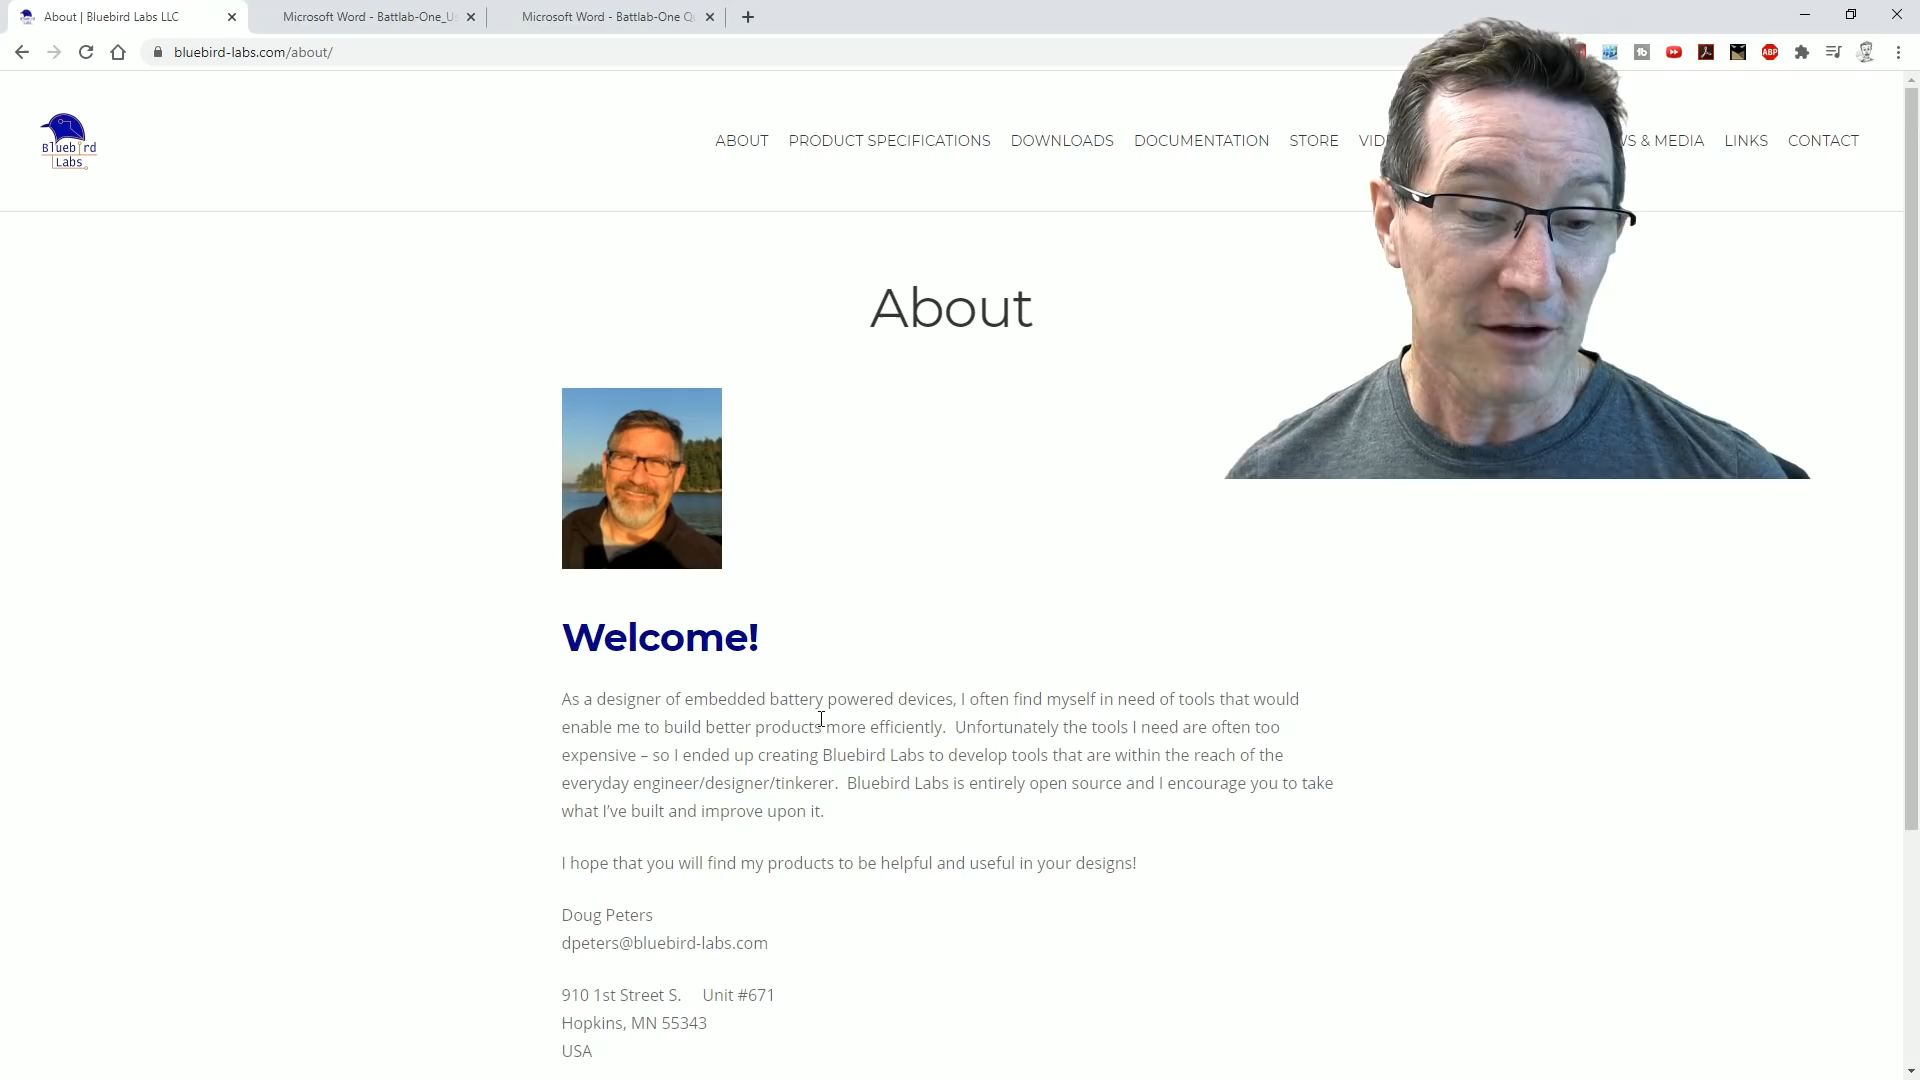 About | Bluebird Labs LLC
Microsoft Word - Battlab-One_U
Microsoft Word - Battlab-One Q
bluebird-labs.com/about/
ABP
Bluebird
Labs
ABOUT PRODUCT SPECIFICATIONS DOWNLOADS DOCUMENTATION STORE VID S & MEDIA LINKS CONTACT
About
Welcome!
As a designer of embedded battery powered devices, I often find myself in need of tools that would
enable me to build better products more efficiently. Unfortunately the tools I need are often too
expensive – so I ended up creating Bluebird Labs to develop tools that are within the reach of the
everyday engineer/designer/tinkerer. Bluebird Labs is entirely open source and I encourage you to take
what I've built and improve upon it.
I hope that you will find my products to be helpful and useful in your designs!
Doug Peters
dpeters@bluebird-labs.com
910 1st Street S. Unit #671
Hopkins, MN 55343
USA